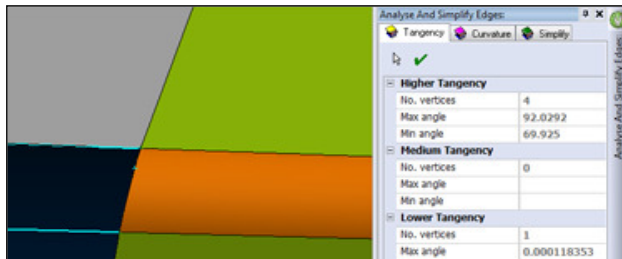 Analyse And Simplify Edges:
Tangency Curvature Simplify
Higher Tangency
No. vertices 4
Max angle 92.0292
Min angle 69.925
Medium Tangency
No. vertices 0
Max angle
Min angle
Lower Tangency
No. vertices 1
Max angle 0.000118353
Analyse And Simplify Edges: